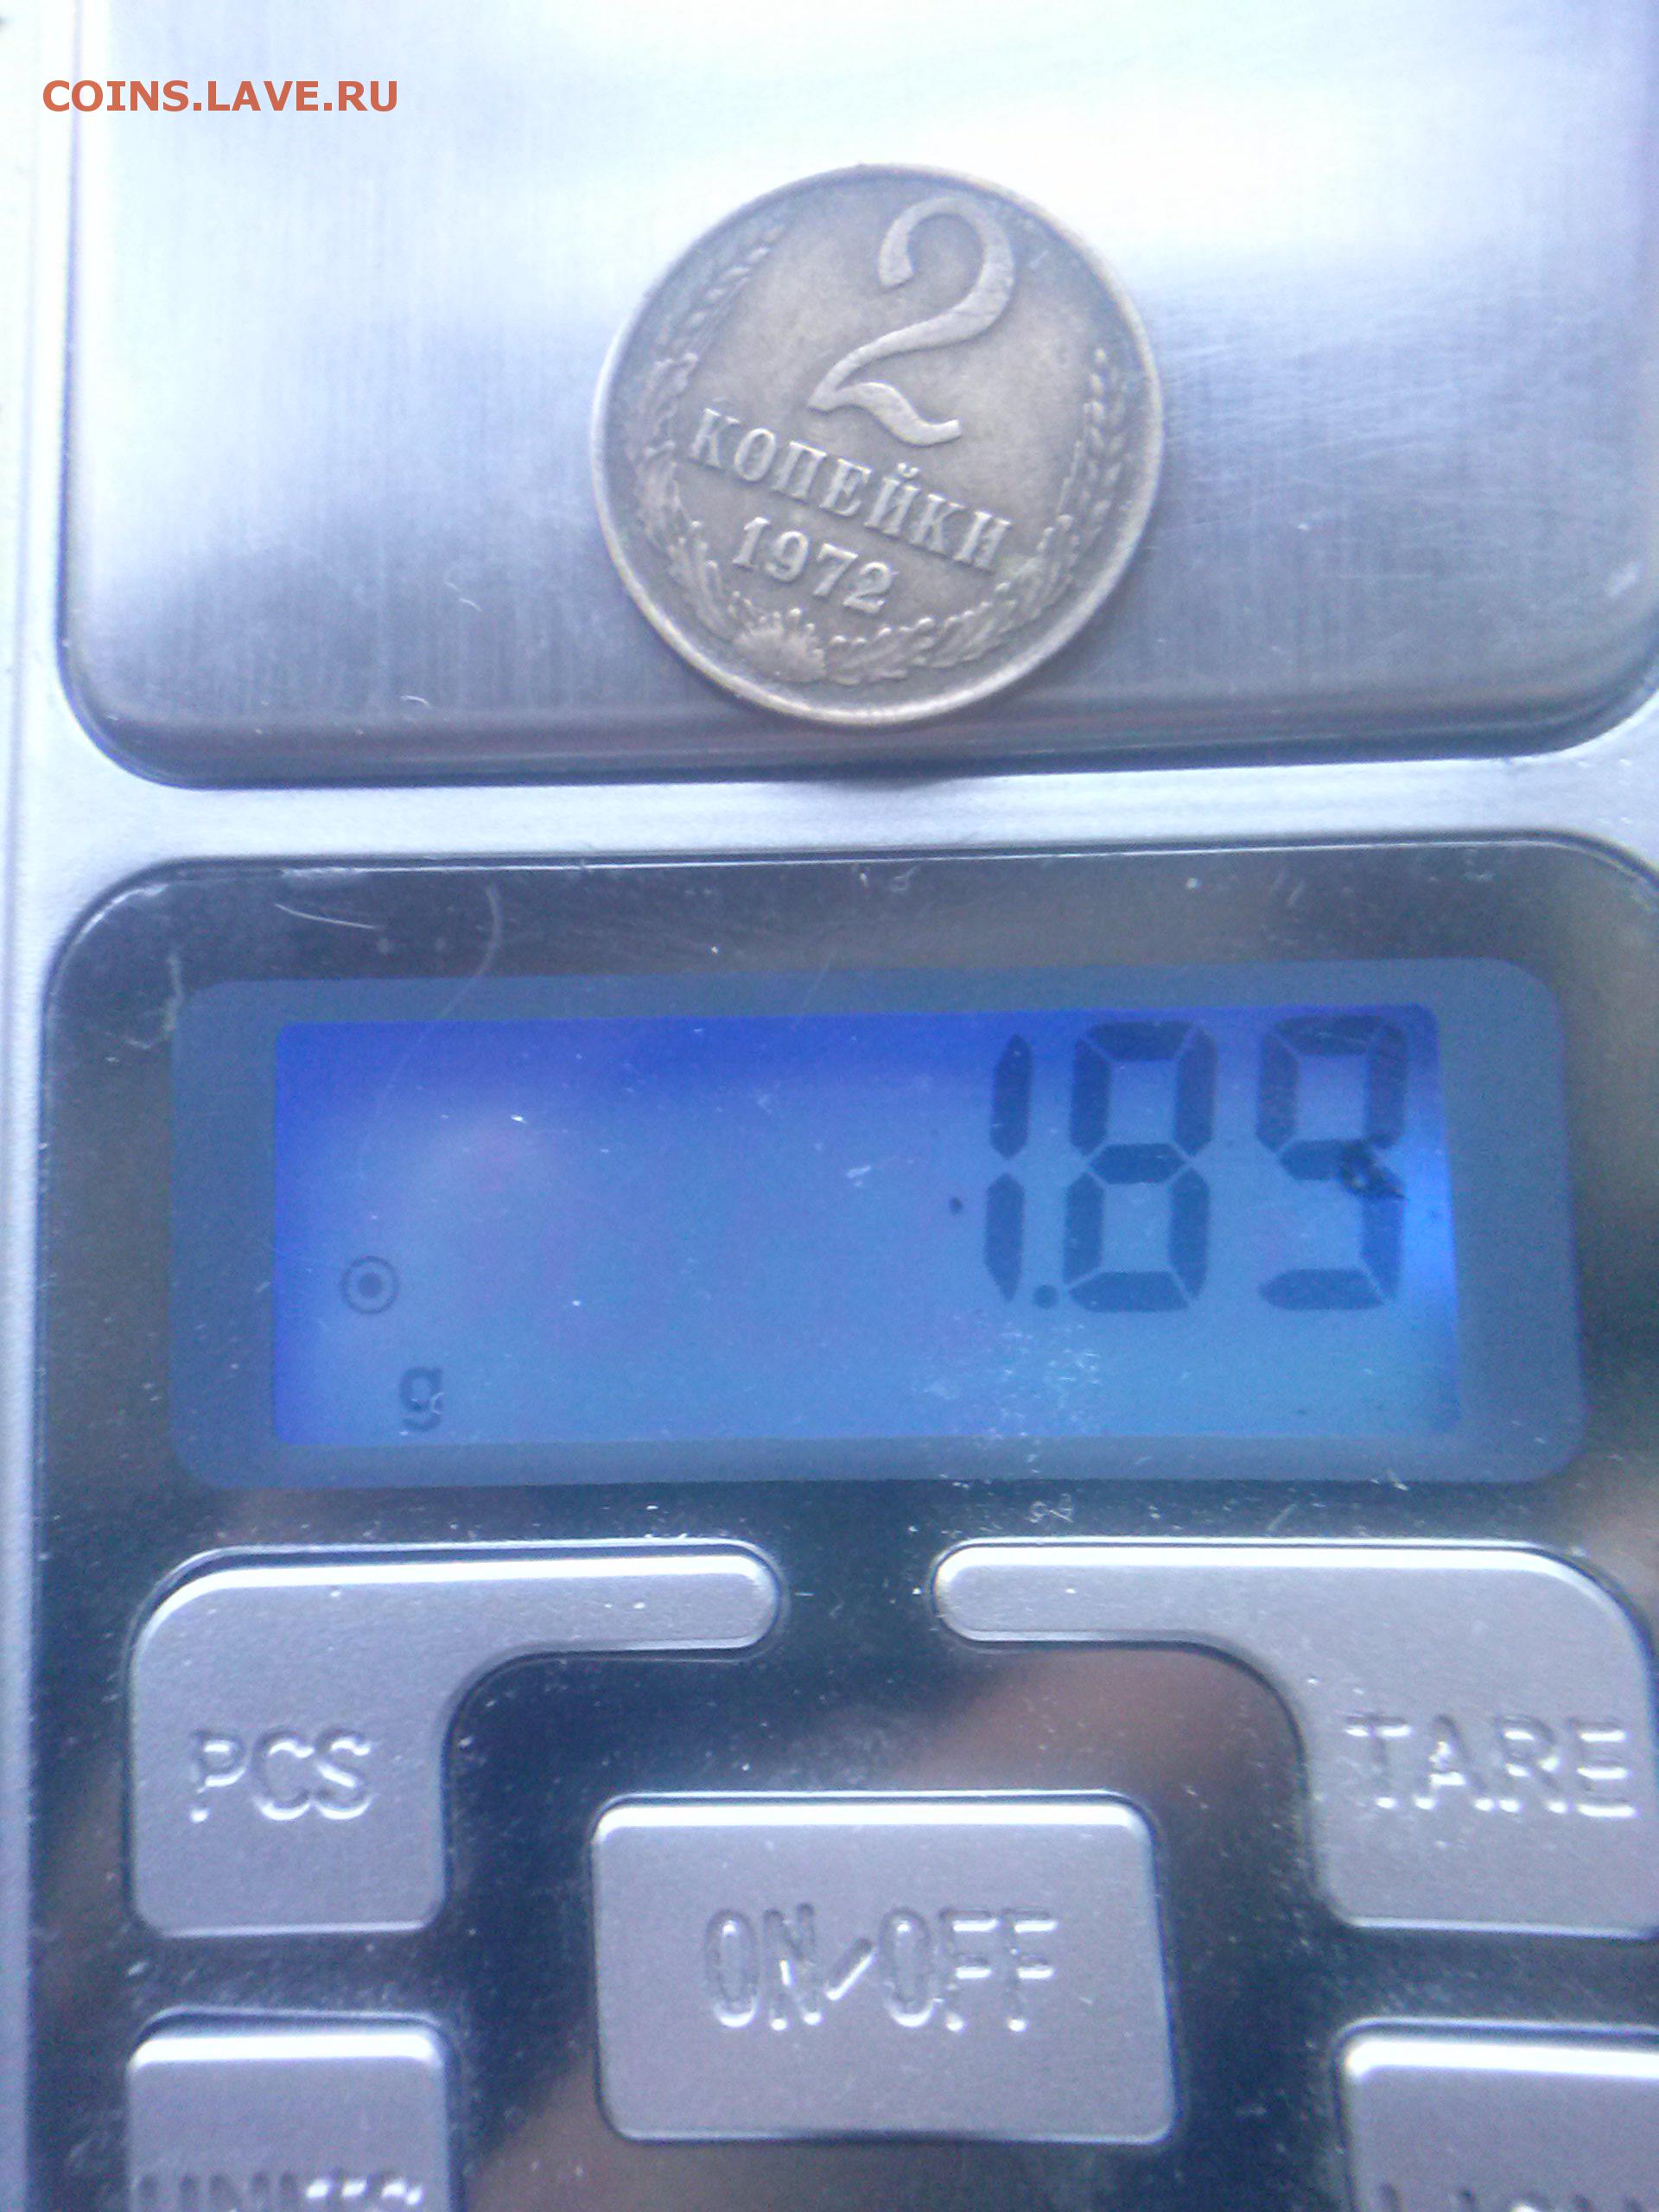 COINS.LAVE.RU
2
КОПЕЙКИ
1972
1.89
g
PCS
TARE
ON/OFF